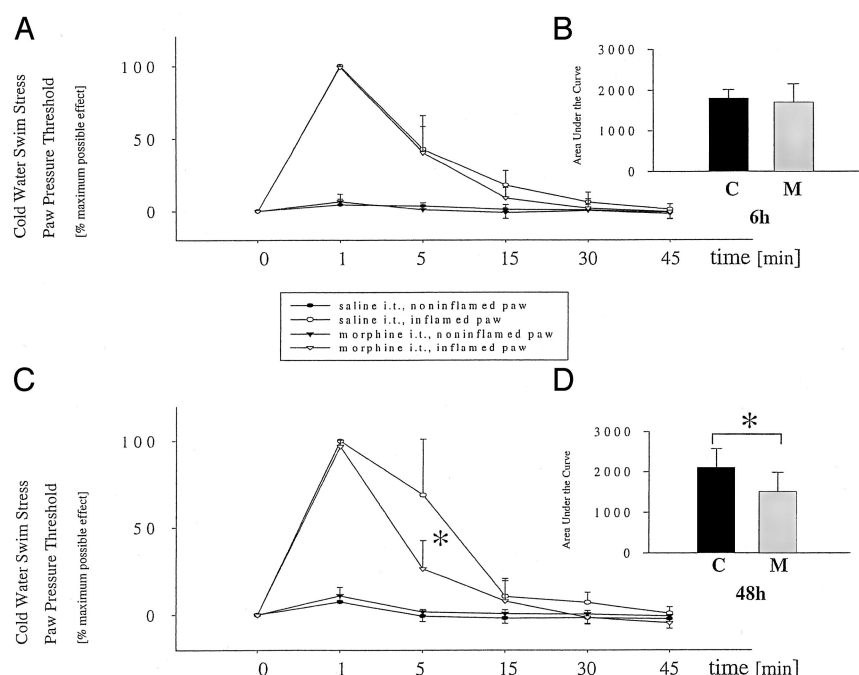 A
Cold Water Swim Stress
Paw Pressure Threshold
[% maximum possible effect]
100
50
0
0 1 5 15 30 45 time [min]
B
Area Under the Curve
3000
2000
1000
0
C M
6h
saline i.t., noninflamed paw
saline i.t., inflamed paw
morphine i.t., noninflamed paw
morphine i.t., inflamed paw
C
Cold Water Swim Stress
Paw Pressure Threshold
[% maximum possible effect]
100
50
0
*
0 1 5 15 30 45 time [min]
D
Area Under the Curve
3000
2000
1000
0
*
C M
48h